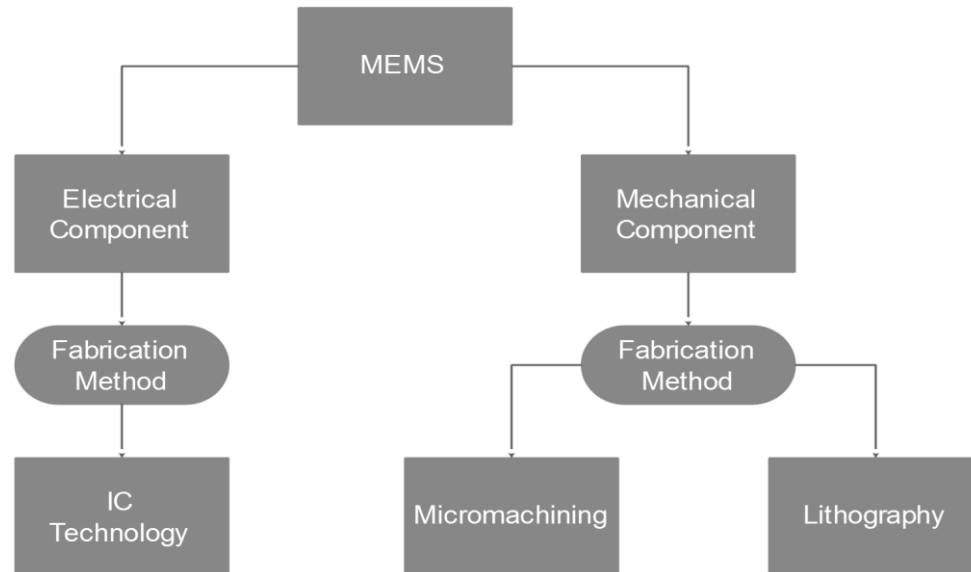 MEMS
Electrical
Component
Mechanical
Component
Fabrication
Method
Fabrication
Method
IC
Technology
Micromachining
Lithography